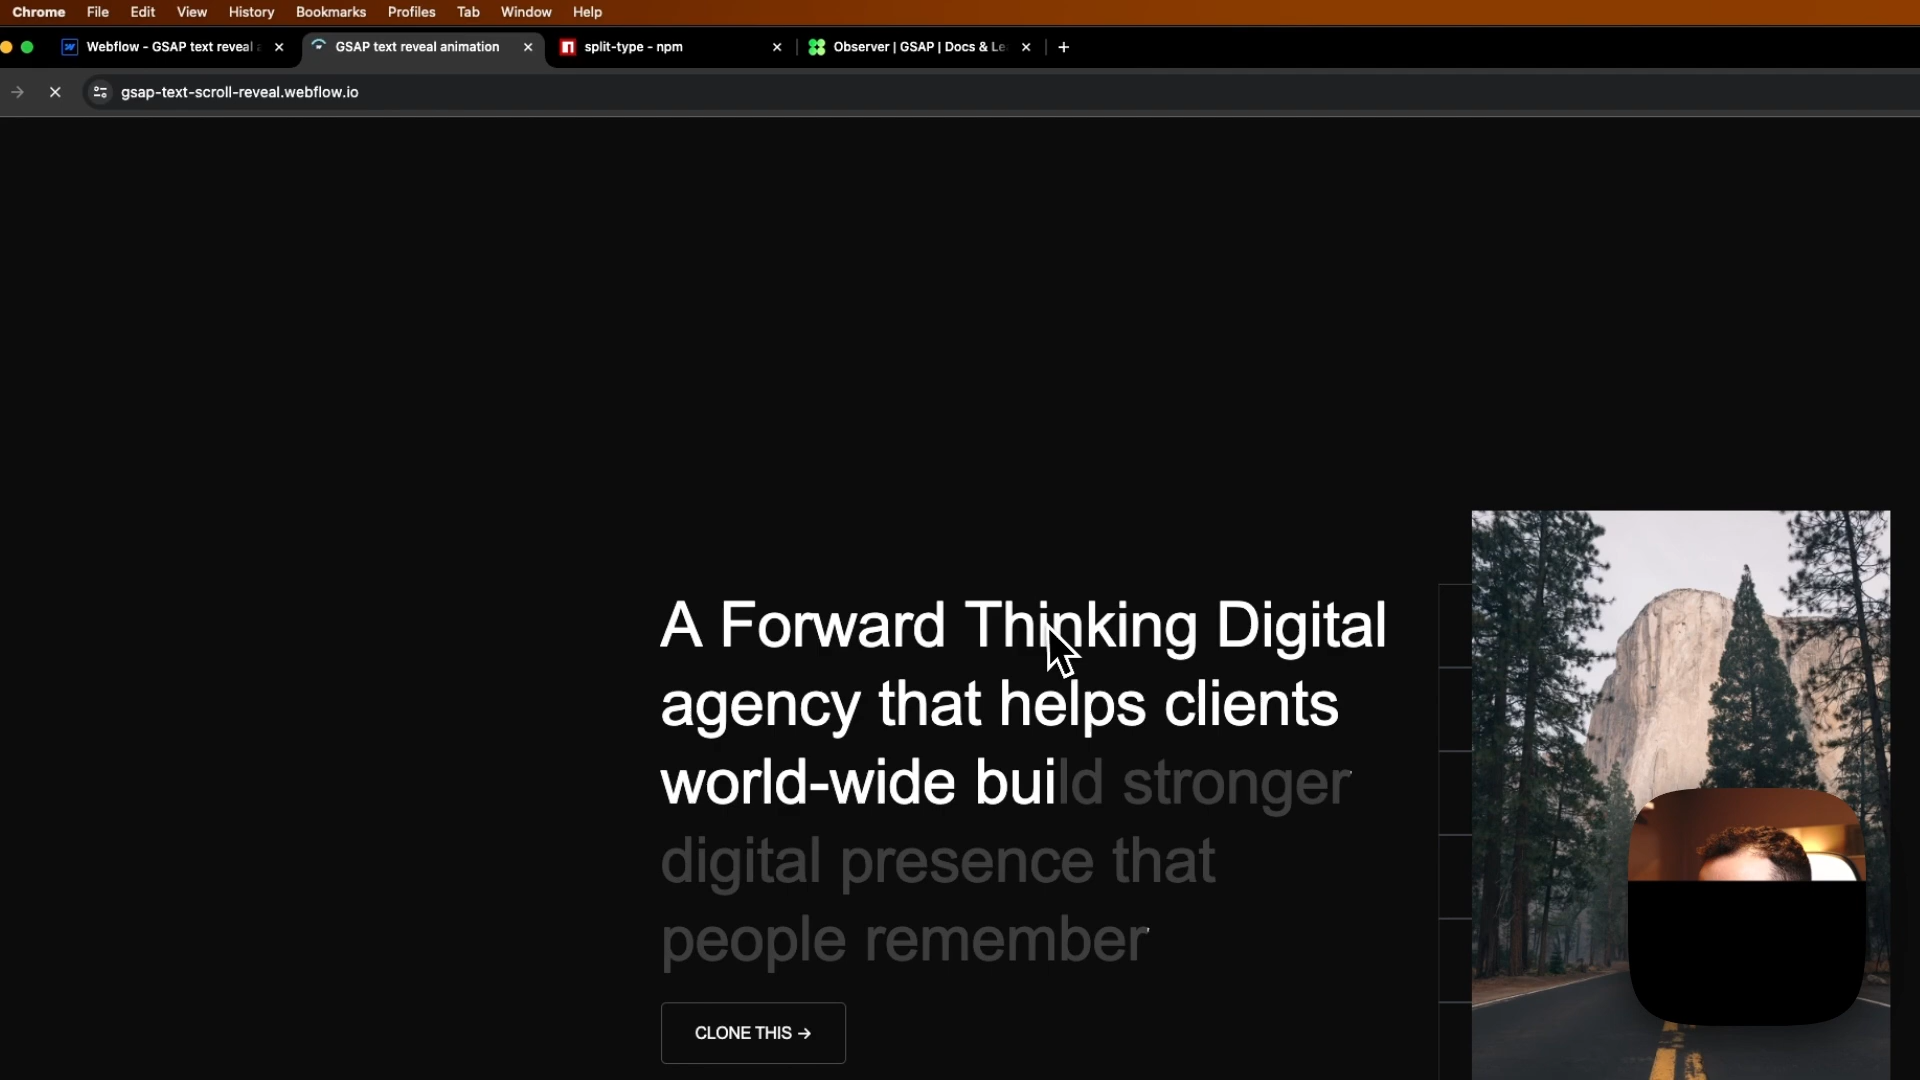 Chrome File Edit View History Bookmarks Profiles Tab Window Help
Webflow - GSAP text reveal
GSAP text reveal animation
split-type - npm
Observer | GSAP | Docs & Le
gsap-text-scroll-reveal.webflow.io
A Forward Thinking Digital
agency that helps clients
world-wide build stronger
digital presence that
people remember
CLONE THIS →